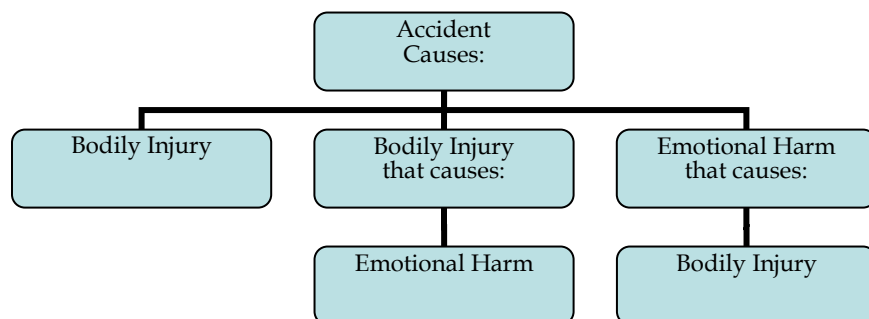 Accident
Causes:
Bodily Injury
Bodily Injury
that causes:
Emotional Harm
that causes:
Emotional Harm
Bodily Injury